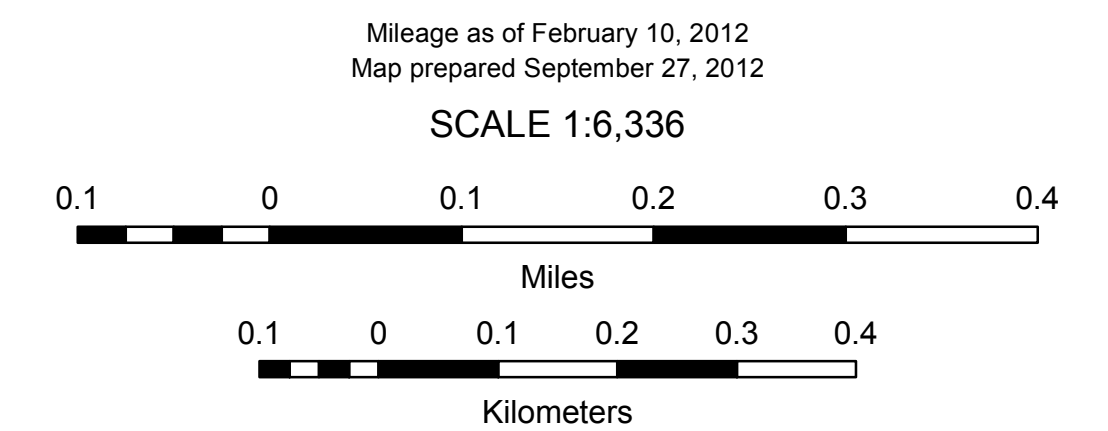 Mileage as of February 10, 2012
Map prepared September 27, 2012
SCALE 1:6,336
0.1 0 0.1 0.2 0.3 0.4
Miles
0.1 0 0.1 0.2 0.3 0.4
Kilometers